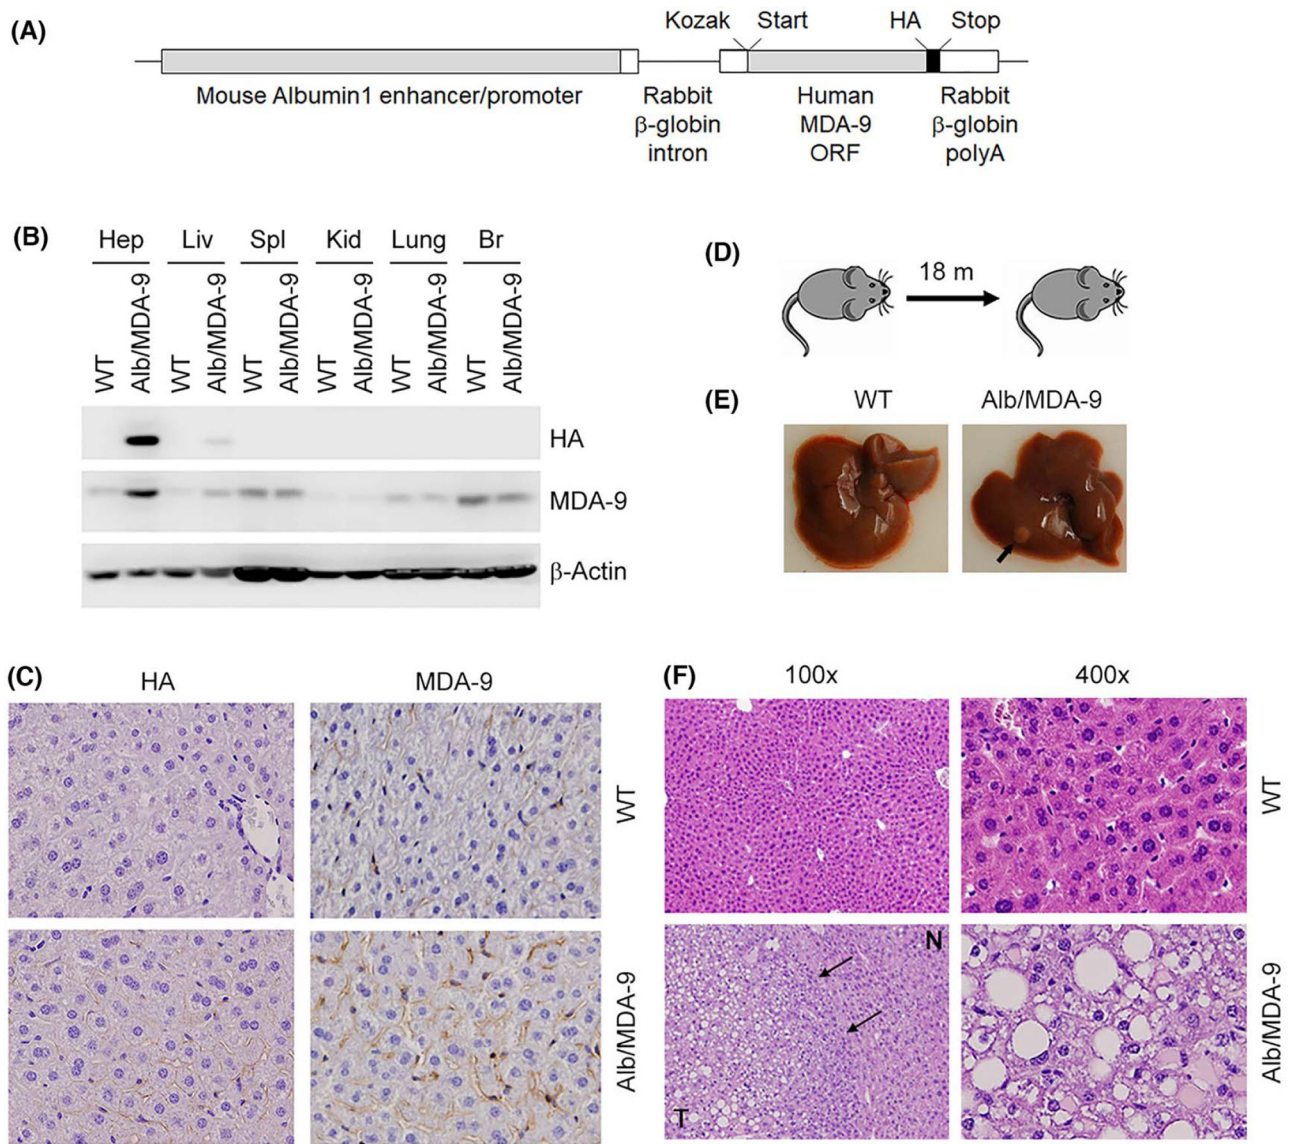 (A)
Kozak Start HA Stop
Mouse Albumin1 enhancer/promoter
Rabbit
β-globin
intron
Human
MDA-9
ORF
Rabbit
β-globin
polyA
(B)
Hep Liv Spl Kid Lung Br
WT Alb/MDA-9 WT Alb/MDA-9 WT Alb/MDA-9 WT Alb/MDA-9 WT Alb/MDA-9 WT Alb/MDA-9
HA
MDA-9
β-Actin
(D)
18 m
(E)
WT Alb/MDA-9
(C)
HA MDA-9
WT
Alb/MDA-9
(F)
100x 400x
WT
N
T
Alb/MDA-9